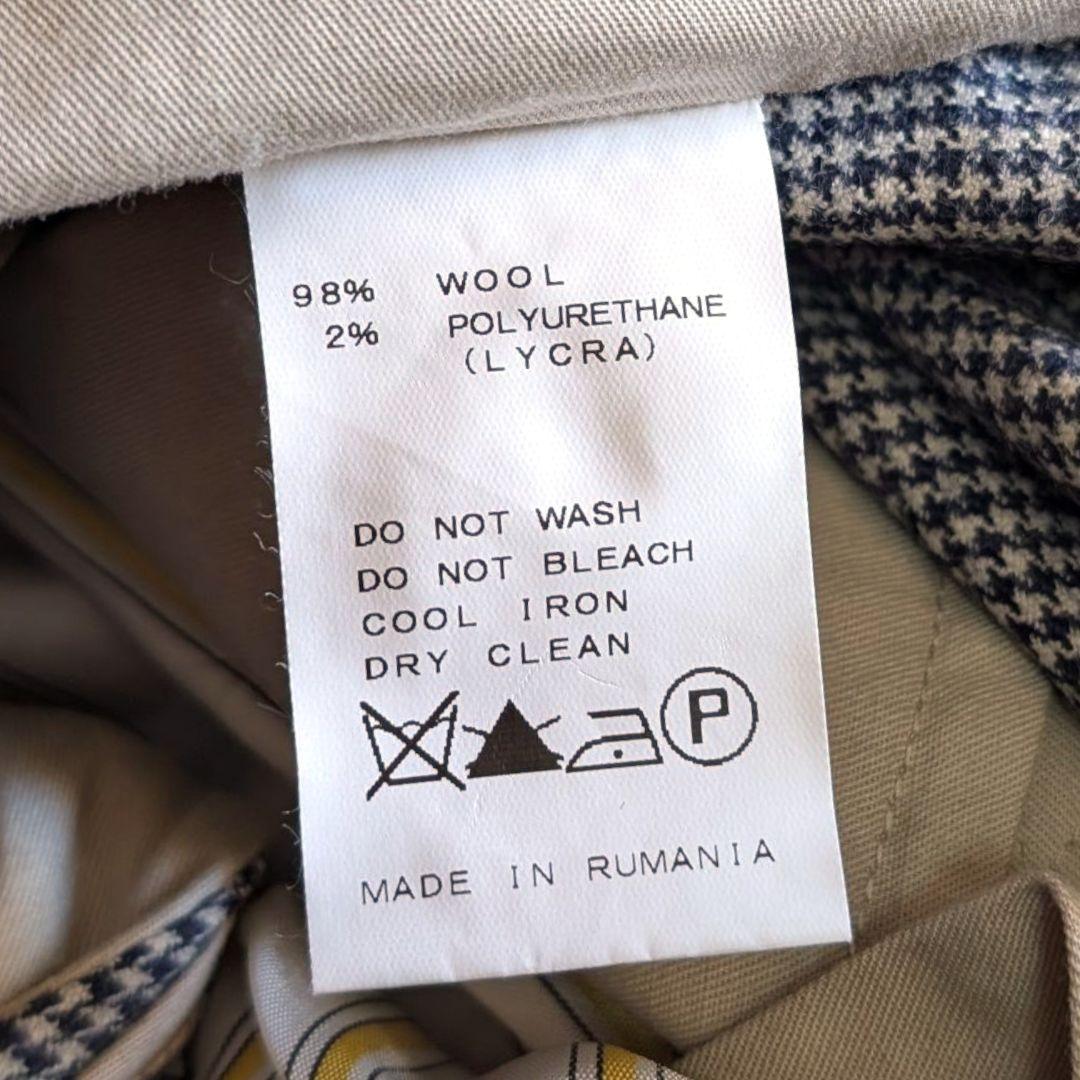 98% WOOL
2% POLYURETHANE
(LYCRA)
DO NOT WASH
DO NOT BLEACH
COOL IRON
DRY CLEAN
P
MADE IN RUMANIA